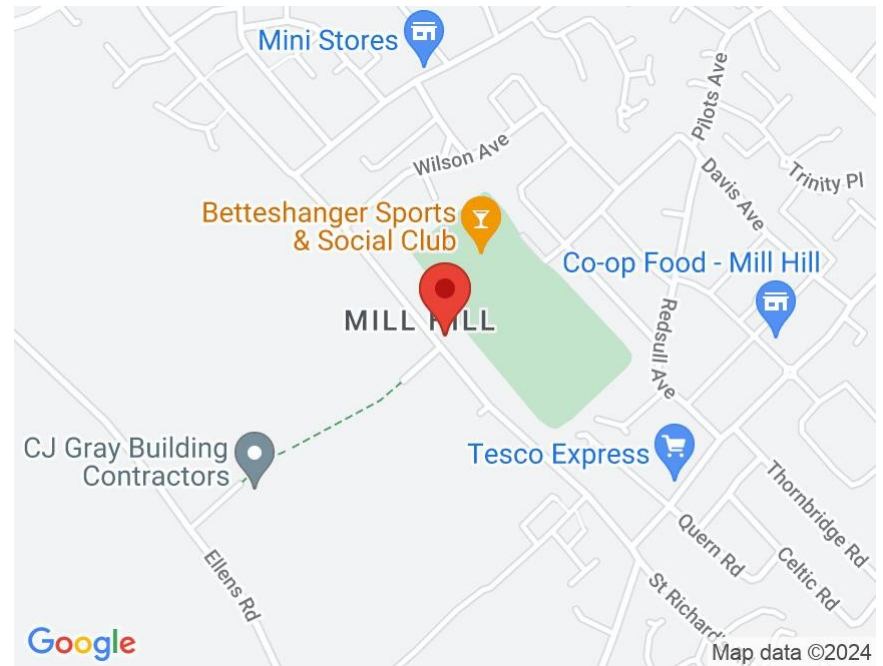 Mini Stores
Pilots Ave
Wilson Ave
Trinity Pl
Davis Ave
Betteshanger Sports
& Social Club
Co-op Food - Mill Hill
MILL HILL
Redsull Ave
CJ Gray Building
Contractors
Tesco Express
Thornbridge Rd
Quern Rd
Celtic Rd
Ellens Rd
St Richard's
Google
Map data ©2024